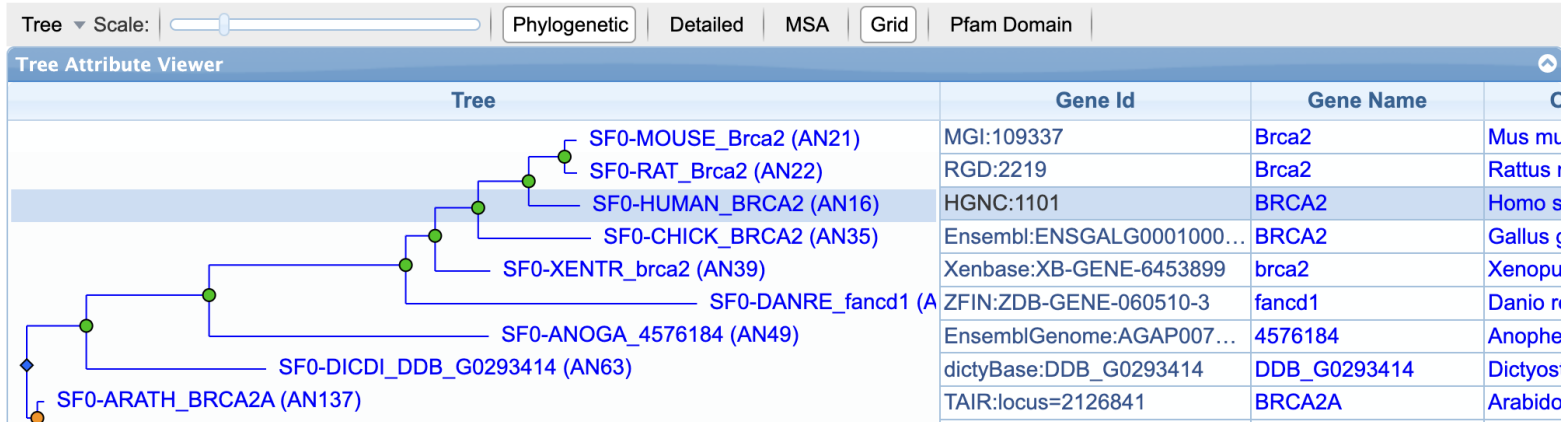 Tree Scale: Phylogenetic Detailed MSA Grid Pfam Domain
Tree Attribute Viewer
Tree Gene Id Gene Name C
SF0-MOUSE_Brca2 (AN21) MGI:109337 Brca2 Mus mu
SF0-RAT_Brca2 (AN22) RGD:2219 Brca2 Rattus r
SF0-HUMAN_BRCA2 (AN16) HGNC:1101 BRCA2 Homo s
SF0-CHICK_BRCA2 (AN35) Ensembl:ENSGALG0001000... BRCA2 Gallus g
SF0-XENTR_brca2 (AN39) Xenbase:XB-GENE-6453899 brca2 Xenopu
SF0-DANRE_fancd1 (A ZFIN:ZDB-GENE-060510-3 fancd1 Danio re
SF0-ANOGA_4576184 (AN49) EnsemblGenome:AGAP007... 4576184 Anophe
SF0-DICDI_DDB_G0293414 (AN63) dictyBase:DDB_G0293414 DDB_G0293414 Dictyost
SF0-ARATH_BRCA2A (AN137) TAIR:locus=2126841 BRCA2A Arabido